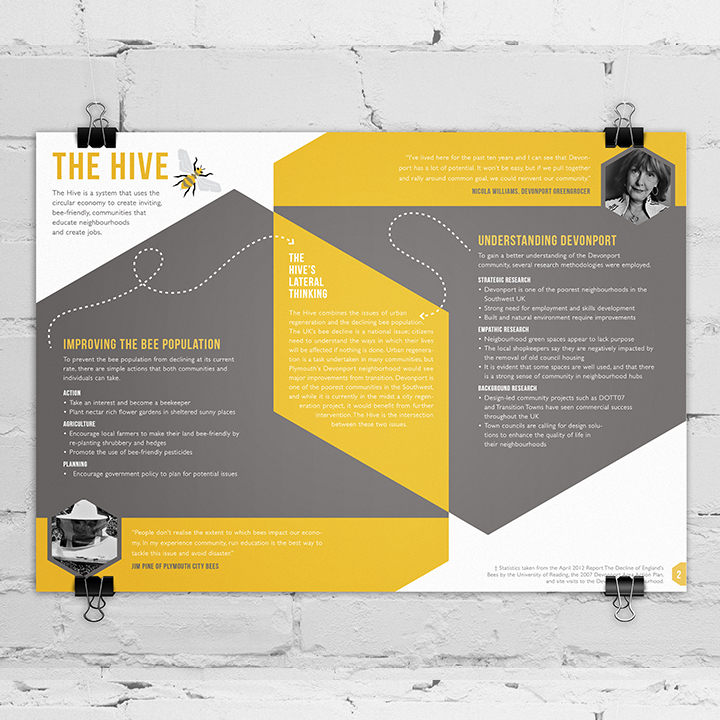 THE HIVE
The Hive is a system that uses the
circular economy to create inviting,
bee-friendly, communities that
educate neighbourhoods
and create jobs.
"I've lived here for the past ten years and I can see that Devon-
port has a lot of potential. It won't be easy, but if we pull together
and rally around common goal, we could reinvent our community."
NICOLA WILLIAMS, DEVONPORT GREENGROCER
IMPROVING THE BEE POPULATION
To prevent the bee population from declining at its current
rate, there are simple actions that both communities and
individuals can take.
ACTION
• Take an interest and become a beekeeper
• Plant nectar rich flower gardens in sheltered sunny places
AGRICULTURE
• Encourage local farmers to make their land bee-friendly by
re-planting shrubbery and hedges
• Promote the use of bee-friendly pesticides
PLANNING
• Encourage government policy to plan for potential issues
THE
HIVE'S
LATERAL
THINKING
The Hive combines the issues of urban
regeneration and the declining bee population.
The UK's bee decline is a national issue; citizens
need to understand the ways in which their lives
will be affected if nothing is done. Urban regenera-
tion is a task undertaken in many communities, but
Plymouth's Devonport neighbourhood would see
major improvements from transition. Devonport is
one of the poorest communities in the Southwest,
and while it is currently in the midst a city regen-
eration project, it would benefit from further
intervention. The Hive is the intersection
between these two issues.
UNDERSTANDING DEVONPORT
To gain a better understanding of the Devonport
community, several research methodologies were employed.
STRATEGIC RESEARCH
• Devonport is one of the poorest neighbourhoods in the
Southwest UK
• Strong need for employment and skills development
• Built and natural environment require improvements
EMPATHIC RESEARCH
• Neighbourhood green spaces appear to lack purpose
• The local shopkeepers say they are negatively impacted by
the removal of old council housing
• It is evident that some spaces are well used, and that there
is a strong sense of community in neighbourhood hubs
BACKGROUND RESEARCH
• Design-led community projects such as DOTT07
and Transition Towns have seen commercial success
throughout the UK
• Town councils are calling for design solu-
tions to enhance the quality of life in
their neighbourhoods
"People don't realise the extent to which bees impact our econo-
my. In my experience community, run education is the best way to
tackle this issue and avoid disaster."
JIM PINE OF PLYMOUTH CITY BEES
† Statistics taken from the April 2012 Report The Decline of England's
Bees by the University of Reading, the 2007 Devonport Area Action Plan,
and site visits to the
2